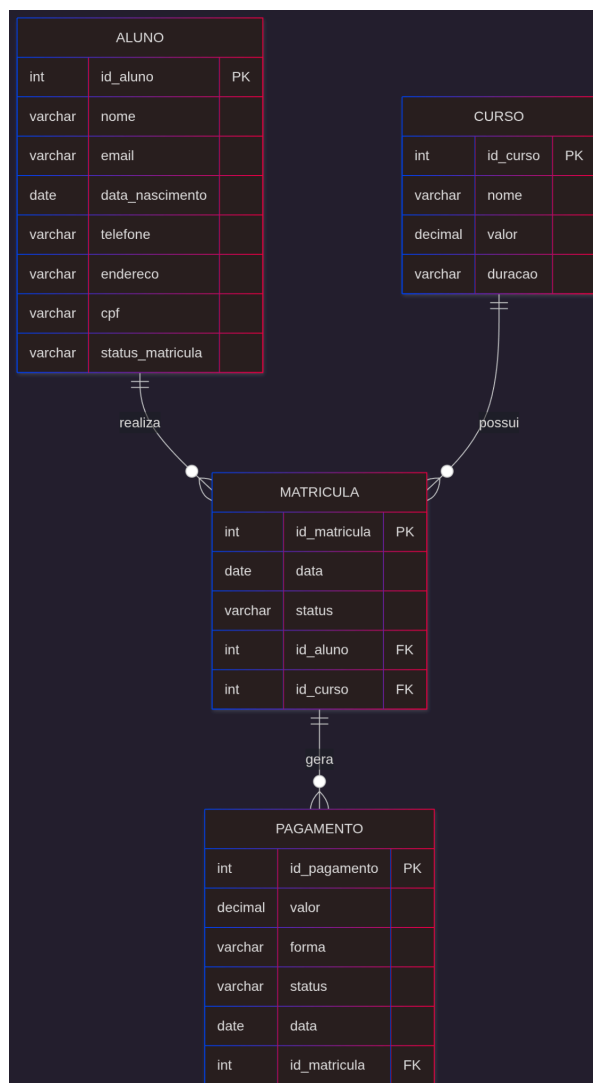 ALUNO
int id_aluno PK
varchar nome
varchar email
date data_nascimento
varchar telefone
varchar endereco
varchar cpf
varchar status_matricula
CURSO
int id_curso PK
varchar nome
decimal valor
varchar duracao
realiza
possui
MATRICULA
int id_matricula PK
date data
varchar status
int id_aluno FK
int id_curso FK
gera
PAGAMENTO
int id_pagamento PK
decimal valor
varchar forma
varchar status
date data
int id_matricula FK